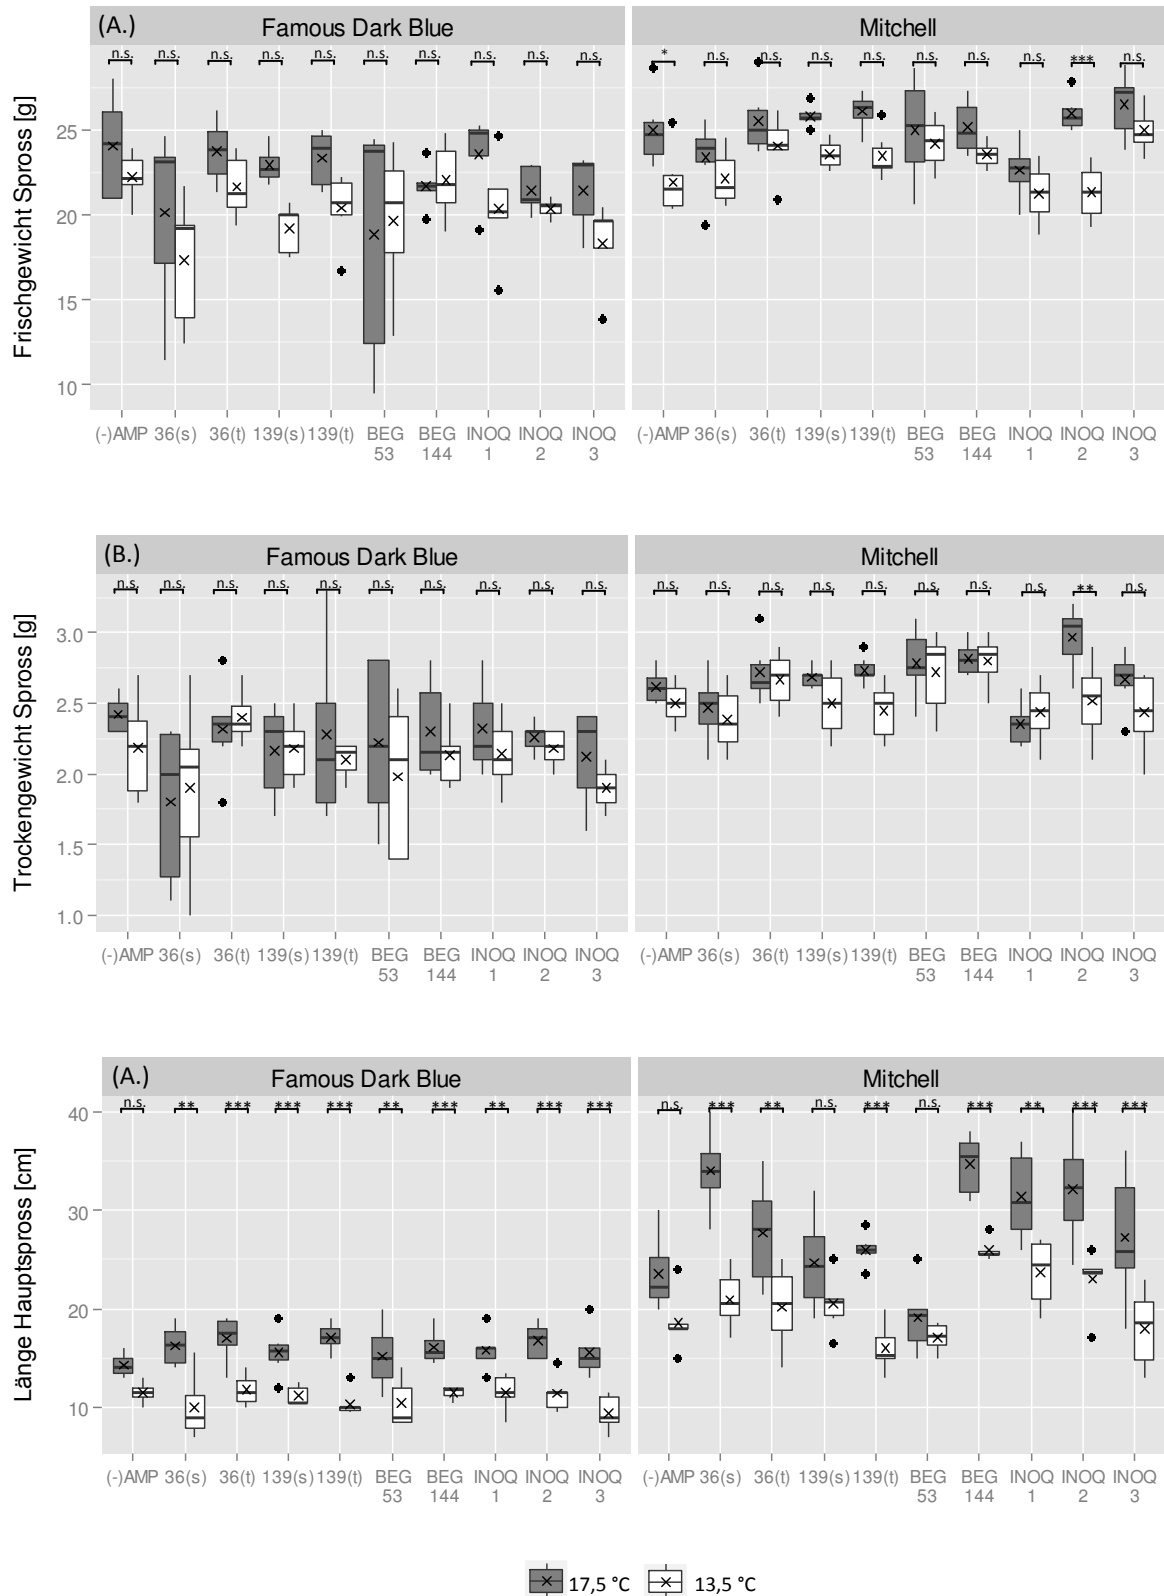 (A.) Famous Dark Blue Mitchell
n.s. n.s. n.s. n.s. n.s. n.s. n.s. n.s. n.s. n.s. * n.s. n.s. n.s. n.s. n.s. n.s. n.s. *** n.s.
Frischgewicht Spross [g]
25
20
15
10
(-)AMP 36(s) 36(t) 139(s) 139(t) BEG BEG INOQ INOQ INOQ (-)AMP 36(s) 36(t) 139(s) 139(t) BEG BEG INOQ INOQ INOQ
53 144 1 2 3 53 144 1 2 3
(B.) Famous Dark Blue Mitchell
n.s. n.s. n.s. n.s. n.s. n.s. n.s. n.s. n.s. n.s. n.s. n.s. n.s. n.s. n.s. n.s. n.s. n.s. ** n.s.
Trockengewicht Spross [g]
3.0
2.5
2.0
1.5
1.0
(-)AMP 36(s) 36(t) 139(s) 139(t) BEG BEG INOQ INOQ INOQ (-)AMP 36(s) 36(t) 139(s) 139(t) BEG BEG INOQ INOQ INOQ
53 144 1 2 3 53 144 1 2 3
(A.) Famous Dark Blue Mitchell
n.s. ** *** *** *** ** *** ** *** *** n.s. *** ** n.s. *** n.s. *** ** *** ***
Länge Hauptspross [cm]
40
30
20
10
(-)AMP 36(s) 36(t) 139(s) 139(t) BEG BEG INOQ INOQ INOQ (-)AMP 36(s) 36(t) 139(s) 139(t) BEG BEG INOQ INOQ INOQ
53 144 1 2 3 53 144 1 2 3
17,5 °C 13,5 °C